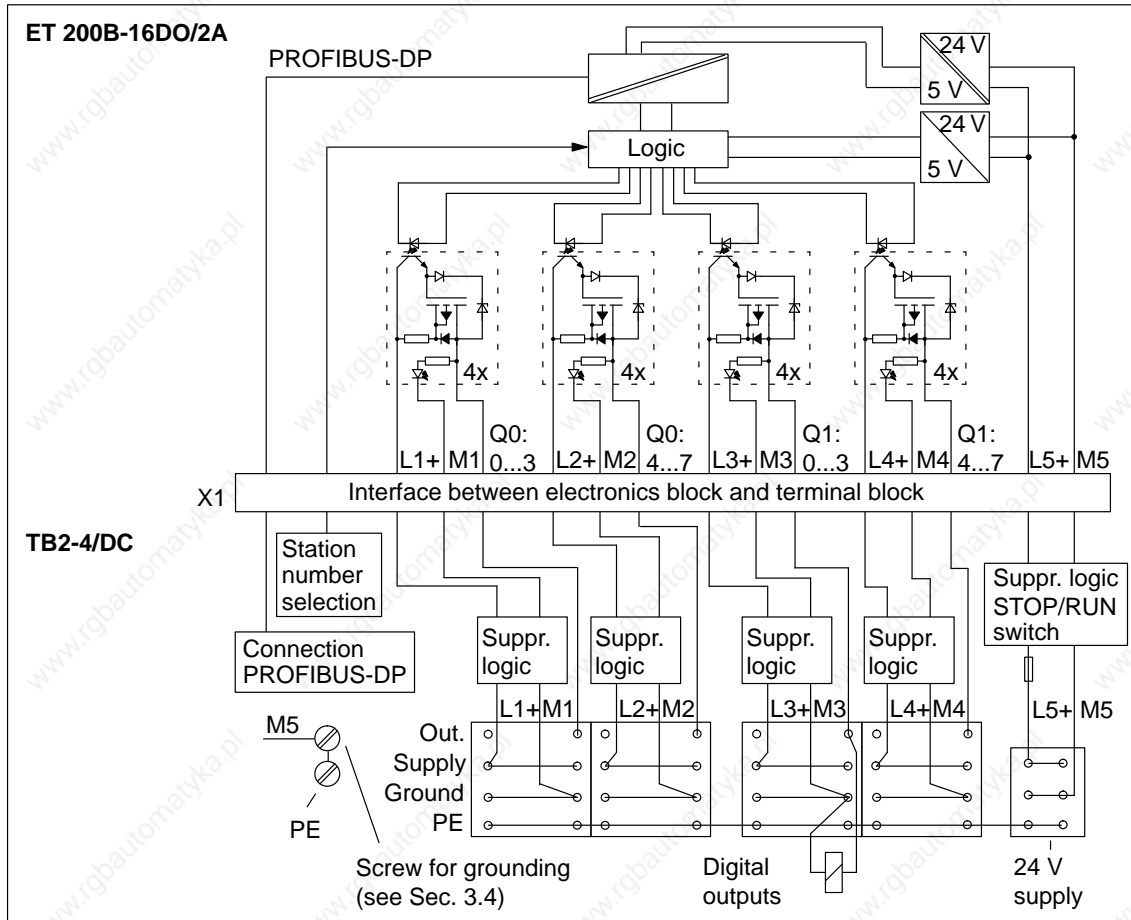 ET 200B-16DO/2A
PROFIBUS-DP
24 V
5 V
24 V
5 V
Logic
4x
4x
4x
4x
Q0:
Q0:
Q1:
Q1:
L1+ M1 0...3 L2+ M2 4...7 L3+ M3 0...3 L4+ M4 4...7 L5+ M5
X1
Interface between electronics block and terminal block
TB2-4/DC
Station
number
selection
Connection
PROFIBUS-DP
Suppr.
logic
Suppr.
logic
Suppr.
logic
Suppr.
logic
Suppr. logic
STOP/RUN
switch
L1+ M1 L2+ M2 L3+ M3 L4+ M4 L5+ M5
M5
PE
Out.
Supply
Ground
PE
Screw for grounding
(see Sec. 3.4)
Digital
outputs
24 V
supply
www.rgbautomatyka.pl